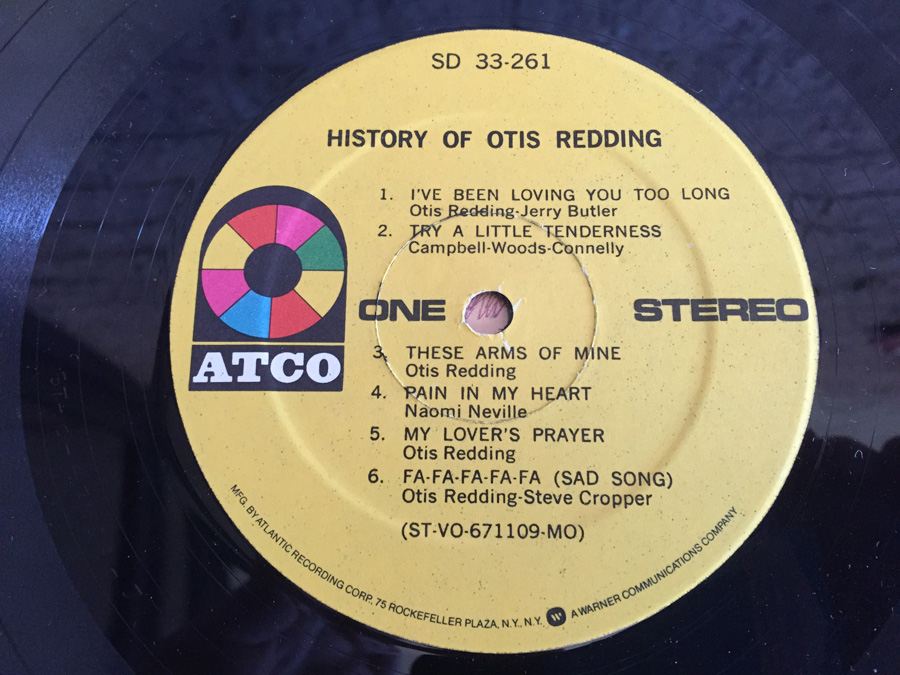 SD 33-261
HISTORY OF OTIS REDDING
1. I'VE BEEN LOVING YOU TOO LONG
Otis Redding-Jerry Butler
2. TRY A LITTLE TENDERNESS
Campbell-Woods-Connelly
ONE
STEREO
ATCO
3. THESE ARMS OF MINE
Otis Redding
4. PAIN IN MY HEART
Naomi Neville
5. MY LOVER'S PRAYER
Otis Redding
6. FA-FA-FA-FA-FA (SAD SONG)
Otis Redding-Steve Cropper
(ST-VO-671109-MO)
MFG. BY ATLANTIC RECORDING CORP. 75 ROCKEFELLER PLAZA, N.Y., N.Y. W A WARNER COMMUNICATIONS COMPANY